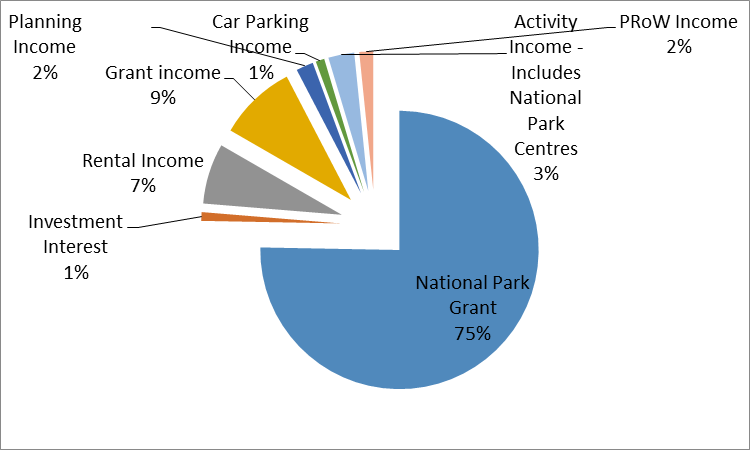 Planning
Income
2%
Car Parking
Income
1%
Activity
Income -
Includes
National
Park
Centres
3%
PRoW Income
2%
Grant income
9%
Rental Income
7%
Investment
Interest
1%
National Park
Grant
75%